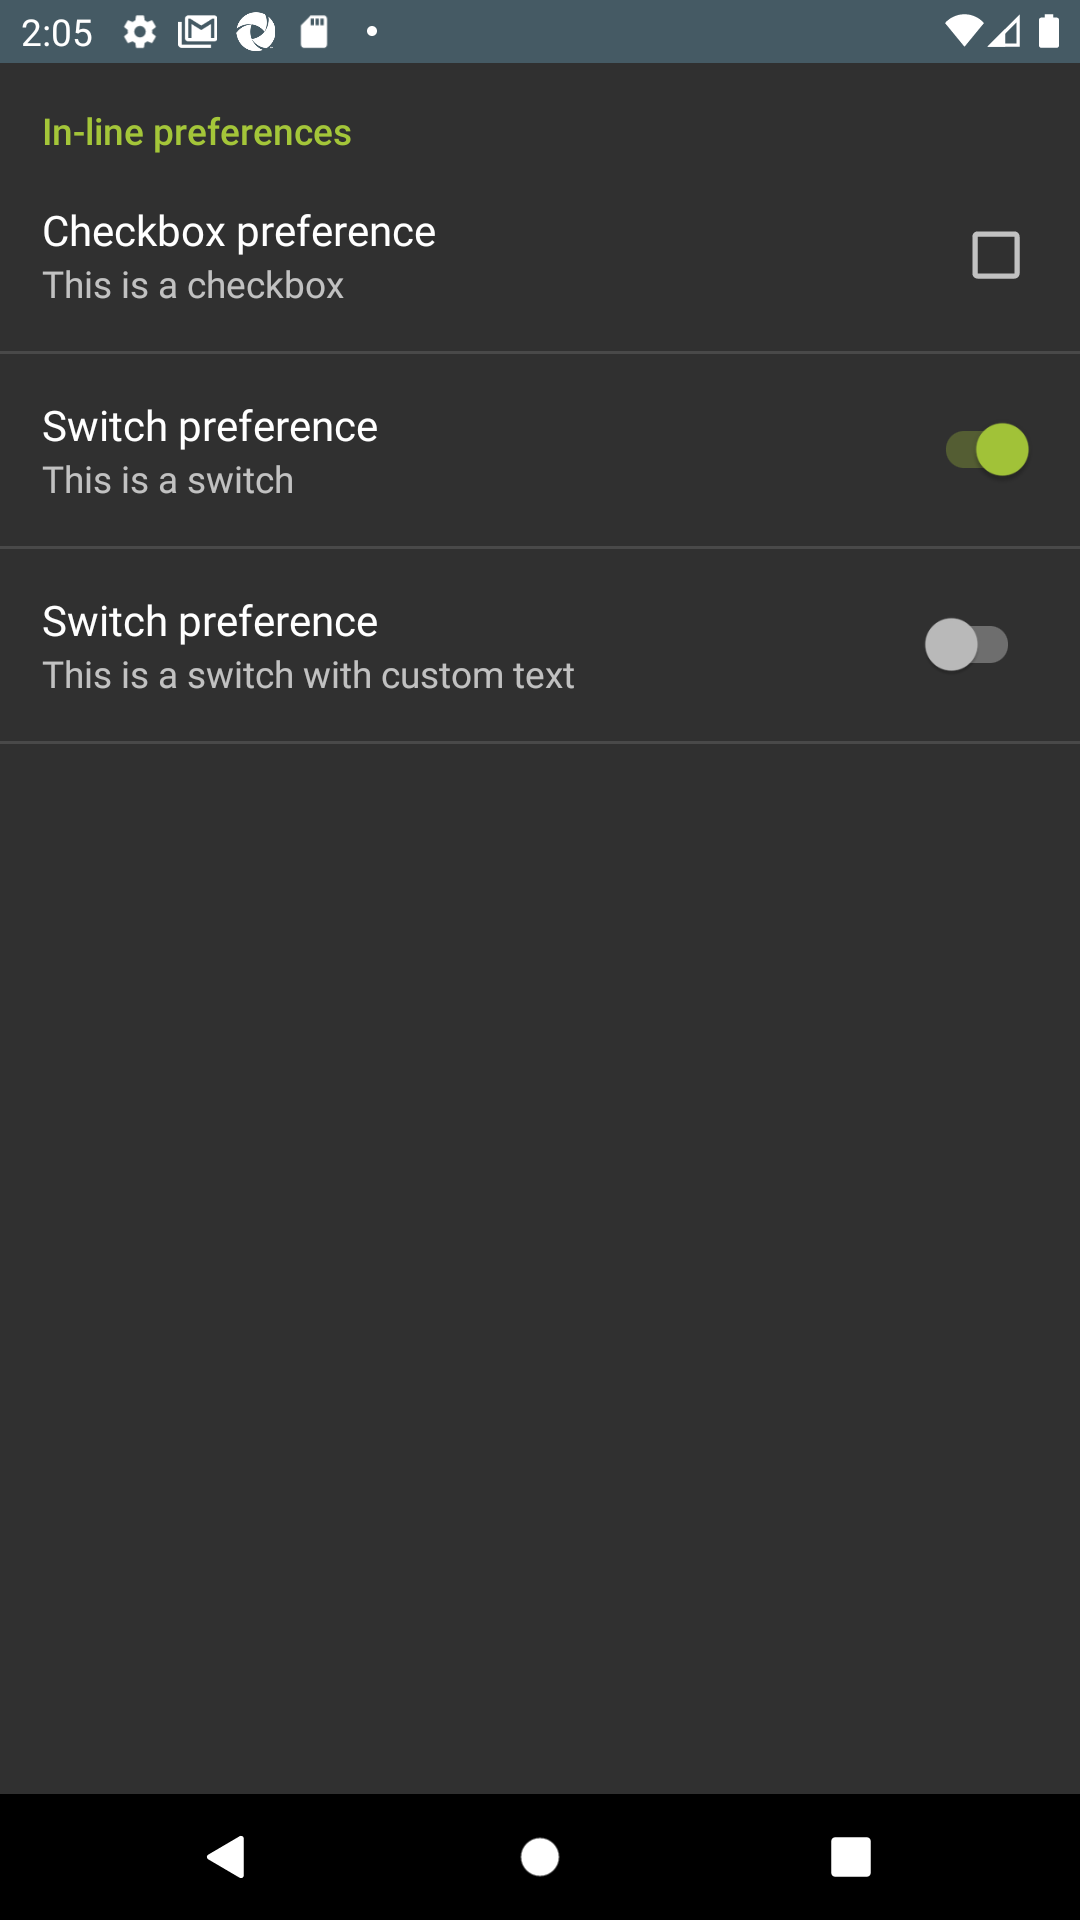 2:05
In-line preferences
Checkbox preference
This is a checkbox
Switch preference
This is a switch
Switch preference
This is a switch with custom text